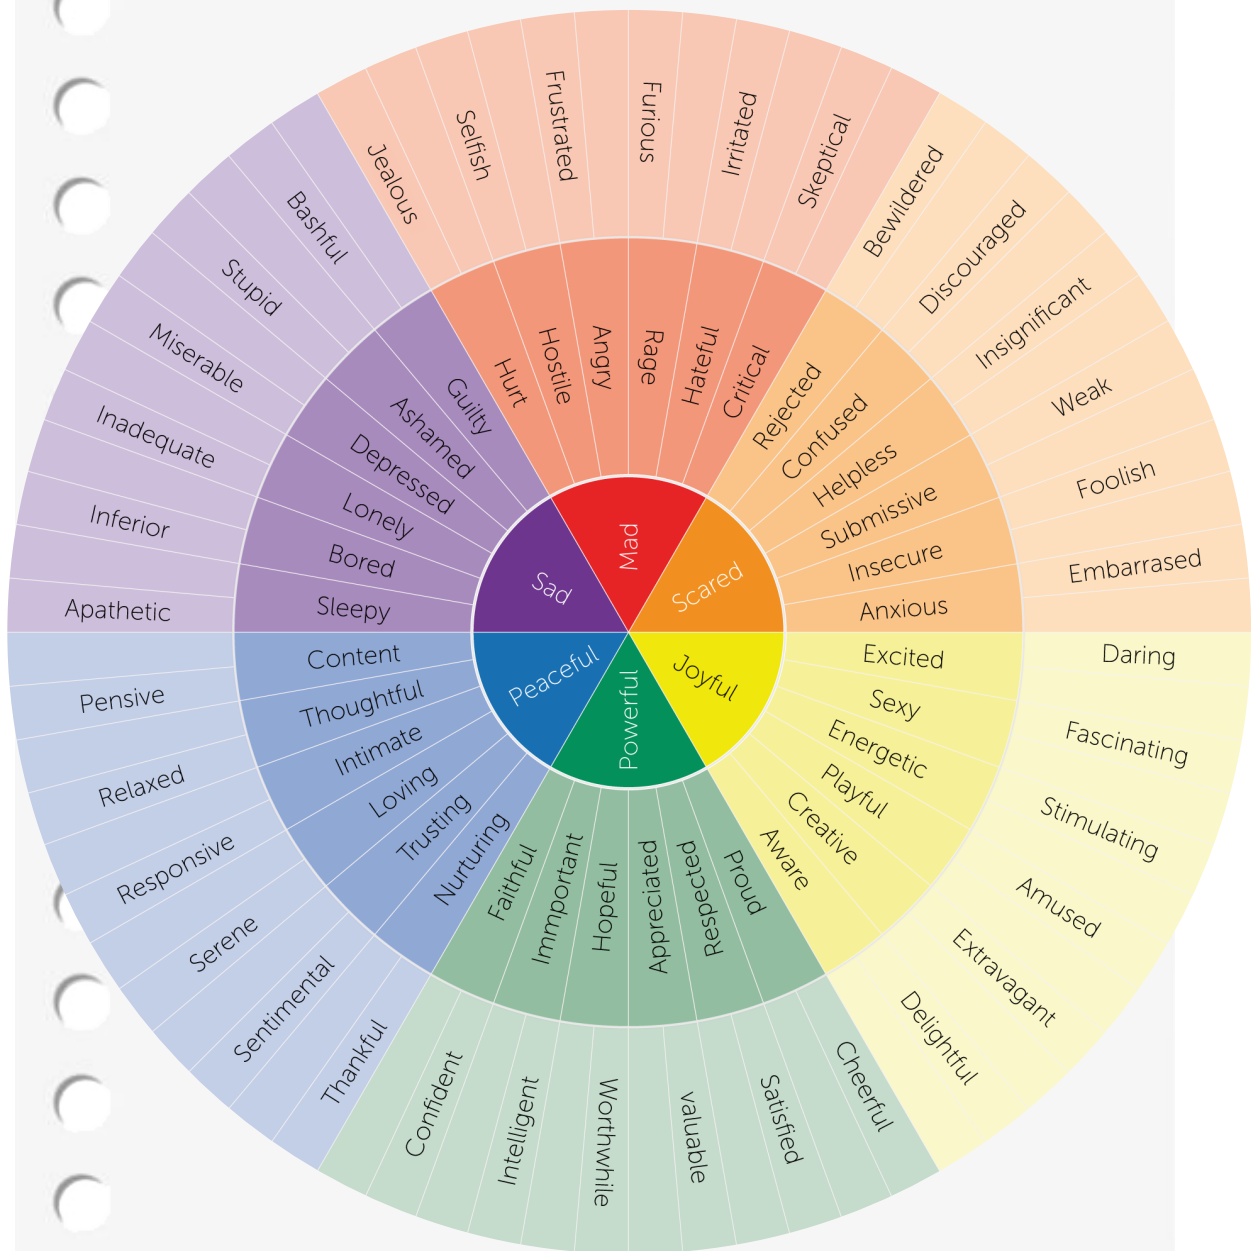 Mad
Scared
Joyful
Powerful
Peaceful
Sad
Hurt
Hostile
Angry
Rage
Hateful
Critical
Rejected
Confused
Helpless
Submissive
Insecure
Anxious
Excited
Sexy
Energetic
Playful
Creative
Aware
Proud
Respected
Appreciated
Hopeful
Immportant
Faithful
Nurturing
Trusting
Loving
Intimate
Thoughtful
Content
Sleepy
Bored
Lonely
Depressed
Ashamed
Guilty
Jealous
Selfish
Frustrated
Furious
Irritated
Skeptical
Bewildered
Discouraged
Insignificant
Weak
Foolish
Embarrased
Daring
Fascinating
Stimulating
Amused
Extravagant
Delightful
Cheerful
Satisfied
valuable
Worthwhile
Intelligent
Confident
Thankful
Sentimental
Serene
Responsive
Relaxed
Pensive
Apathetic
Inferior
Inadequate
Miserable
Stupid
Bashful